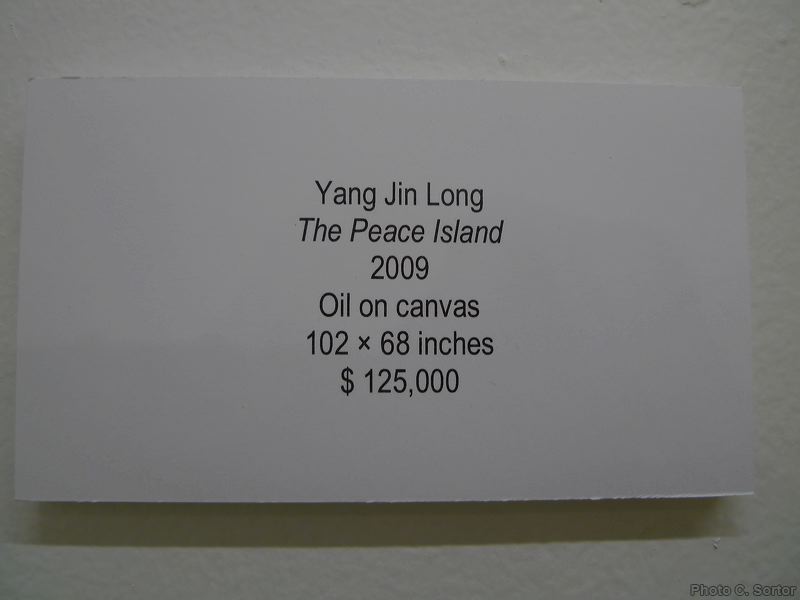 Yang Jin Long
The Peace Island
2009
Oil on canvas
102 × 68 inches
$ 125,000
Photo C. Sortor